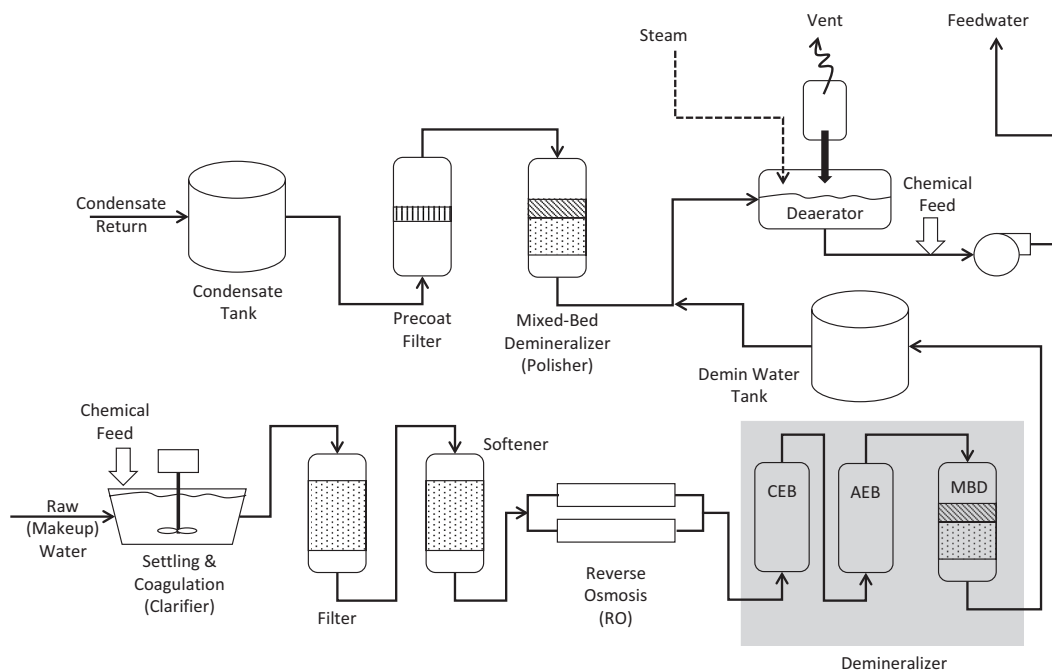 Vent
Feedwater
Steam
Chemical
Feed
Deaerator
Condensate
Return
Condensate
Tank
Precoat
Filter
Mixed-Bed
Demineralizer
(Polisher)
Demin Water
Tank
Chemical
Feed
Softener
CEB
AEB
MBD
Raw
(Makeup)
Water
Settling &
Coagulation
(Clarifier)
Filter
Reverse
Osmosis
(RO)
Demineralizer